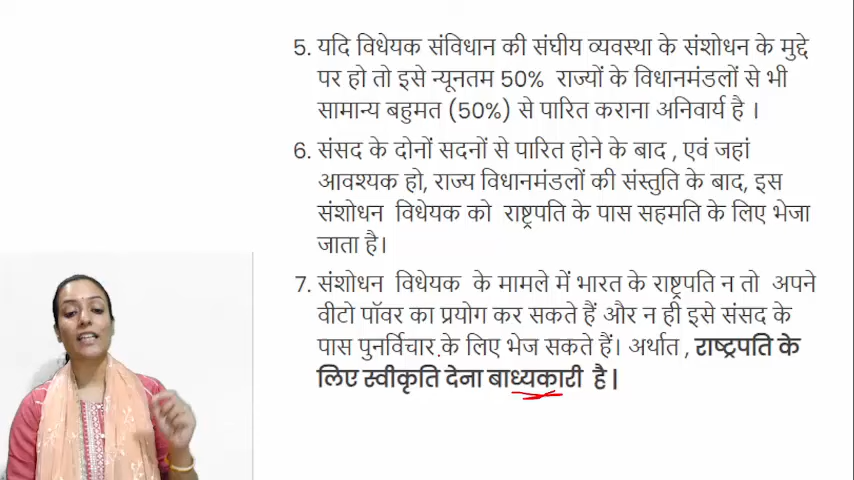 5. यदि विधेयक संविधान की संघीय व्यवस्था के संशोधन के मुद्दे
पर हो तो इसे न्यूनतम 50% राज्यों के विधानमंडलों से भी
सामान्य बहुमत (50%) से पारित कराना अनिवार्य है ।
6. संसद के दोनों सदनों से पारित होने के बाद , एवं जहां
आवश्यक हो, राज्य विधानमंडलों की संस्तुति के बाद, इस
संशोधन विधेयक को राष्ट्रपति के पास सहमति के लिए भेजा
जाता है।
7. संशोधन विधेयक के मामले में भारत के राष्ट्रपति न तो अपने
वीटो पॉवर का प्रयोग कर सकते हैं और न ही इसे संसद के
पास पुनर्विचार के लिए भेज सकते हैं। अर्थात , राष्ट्रपति के
लिए स्वीकृति देना बाध्यकारी है |